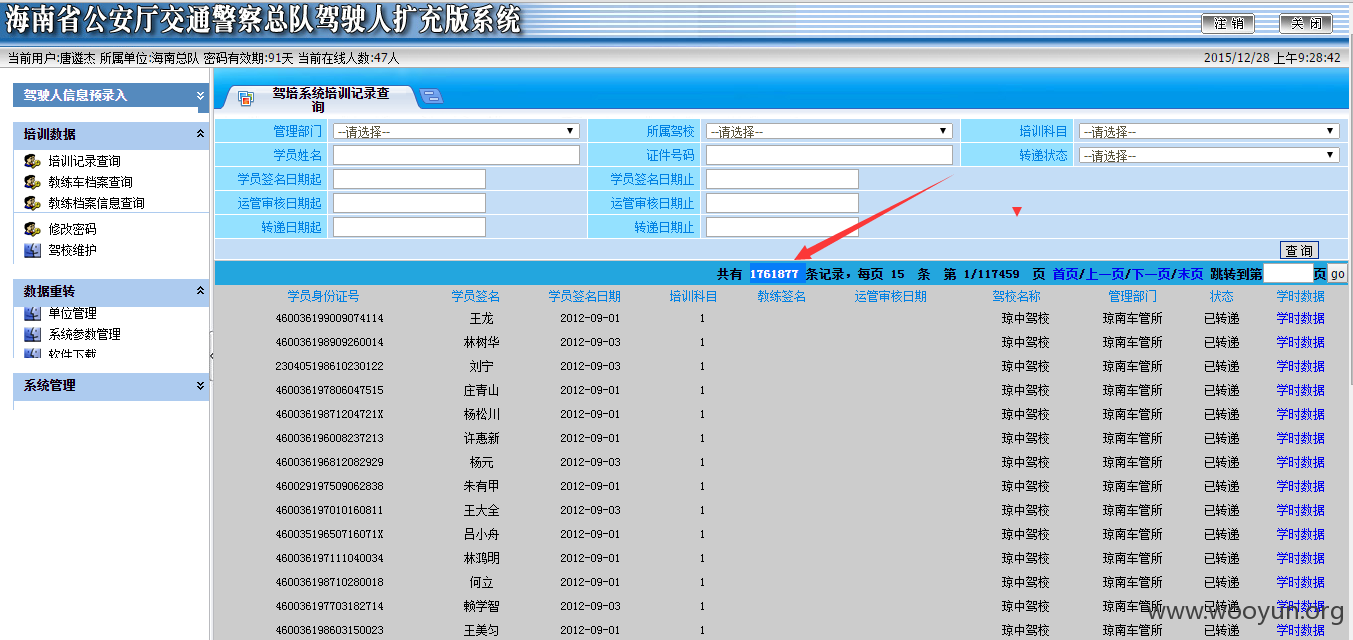 海南省公安厅交通警察总队驾驶人扩充版系统
注 销 关 闭
当前用户:唐遴杰 所属单位:海南总队 密码有效期:91天 当前在线人数:47人 2015/12/28 上午9:28:42
驾驶人信息预录入
培训数据
培训记录查询
教练车档案查询
教练档案信息查询
修改密码
驾校维护
数据重转
单位管理
系统参数管理
软件下载
系统管理
驾培系统培训记录查
询
管理部门 --请选择-- 所属驾校 --请选择-- 培训科目 --请选择--
学员姓名 证件号码 转递状态 --请选择--
学员签名日期起 学员签名日期止
运管审核日期起 运管审核日期止
转递日期起 转递日期止
查 询
共有 1761877 条记录，每页 15 条 第 1/117459 页 首页/上一页/下一页/末页 跳转到第 页 go
学员身份证号 学员签名 学员签名日期 培训科目 教练签名 运管审核日期 驾校名称 管理部门 状态 学时数据
460036199009074114 王龙 2012-09-01 1 琼中驾校 琼南车管所 已转递 学时数据
460036198909260014 林树华 2012-09-03 1 琼中驾校 琼南车管所 已转递 学时数据
230405198610230122 刘宁 2012-09-03 1 琼中驾校 琼南车管所 已转递 学时数据
460036197806047515 庄青山 2012-09-01 1 琼中驾校 琼南车管所 已转递 学时数据
46003619871204721X 杨松川 2012-09-01 1 琼中驾校 琼南车管所 已转递 学时数据
460036196008237213 许惠新 2012-09-01 1 琼中驾校 琼南车管所 已转递 学时数据
460036196812082929 杨元 2012-09-03 1 琼中驾校 琼南车管所 已转递 学时数据
460029197509062838 朱有甲 2012-09-01 1 琼中驾校 琼南车管所 已转递 学时数据
460036197010160811 王大全 2012-09-03 1 琼中驾校 琼南车管所 已转递 学时数据
46003519650716071X 吕小舟 2012-09-01 1 琼中驾校 琼南车管所 已转递 学时数据
460036197111040034 林鸿明 2012-09-01 1 琼中驾校 琼南车管所 已转递 学时数据
460036198710280018 何立 2012-09-01 1 琼中驾校 琼南车管所 已转递 学时数据
460036197703182714 赖学智 2012-09-03 1 琼中驾校 琼南车管所 已转递 学时数据
460036198603150023 王美匀 2012-09-01 1 琼中驾校 琼南车管所 已转递 学时数据
www.wooyun.org